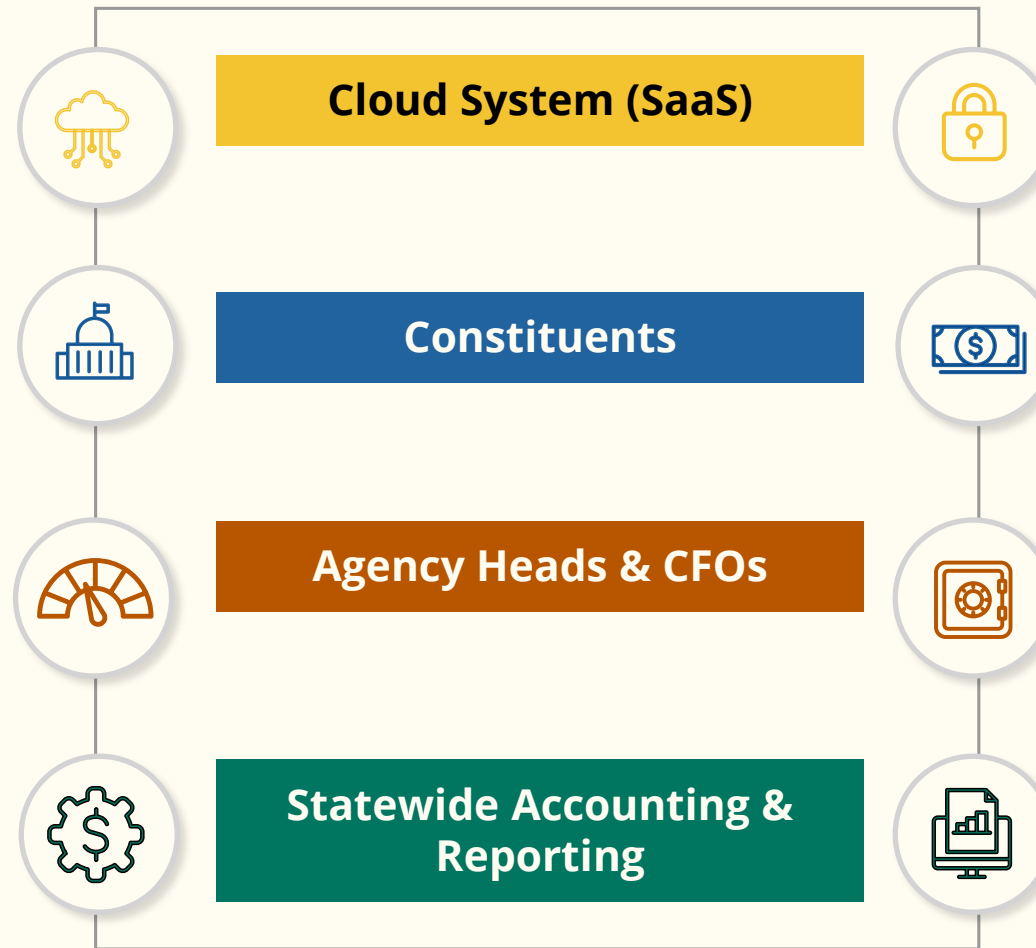 Cloud System (SaaS)
Constituents
Agency Heads & CFOs
Statewide Accounting &
Reporting